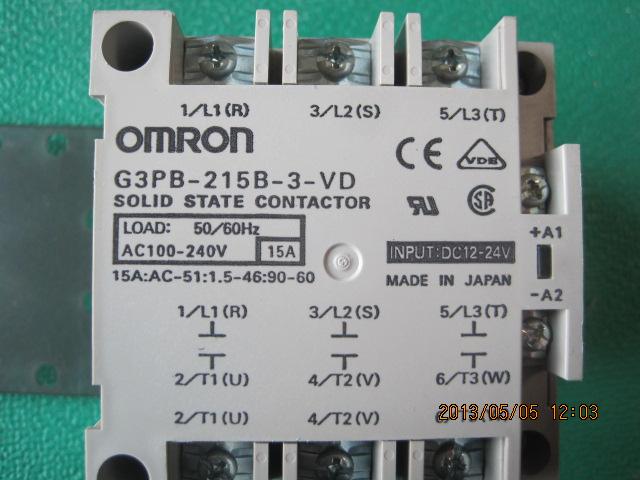 1/L1(R) 3/L2(S) 5/L3(T)
OMRON
CE VDE
G3PB-215B-3-VD
SOLID STATE CONTACTOR
LOAD: 50/60Hz
AC100-240V 15A
INPUT:DC12-24V
15A:AC-51:1.5-46:90-60
MADE IN JAPAN
+A1
-A2
1/L1(R) 3/L2(S) 5/L3(T)
2/T1(U) 4/T2(V) 6/T3(W)
2/T1(U) 4/T2(V)
2013/05/05 12:03